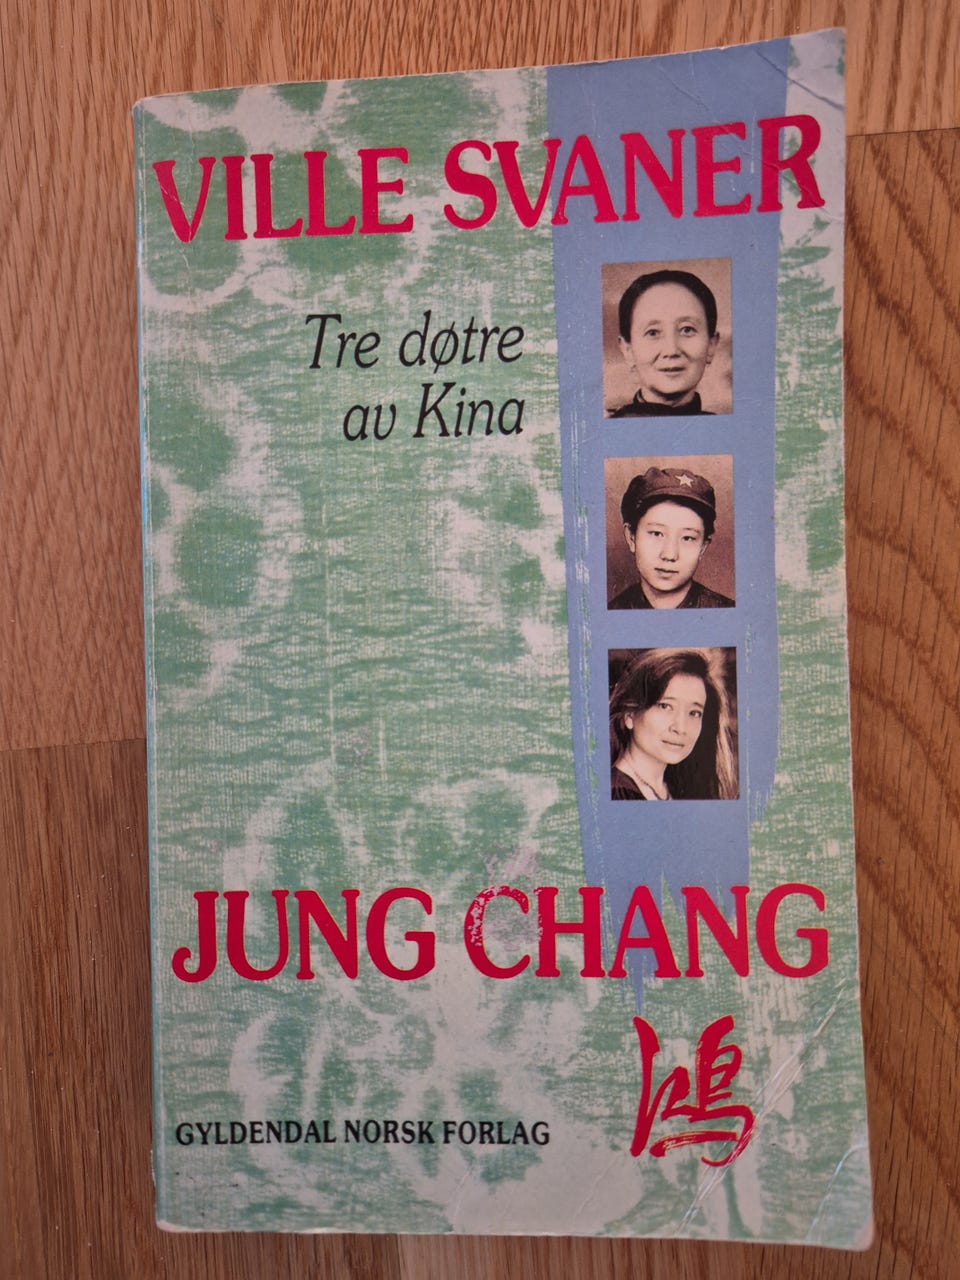 VILLE SVANER
Tre døtre
av Kina
JUNG CHANG
鴻
GYLDENDAL NORSK FORLAG